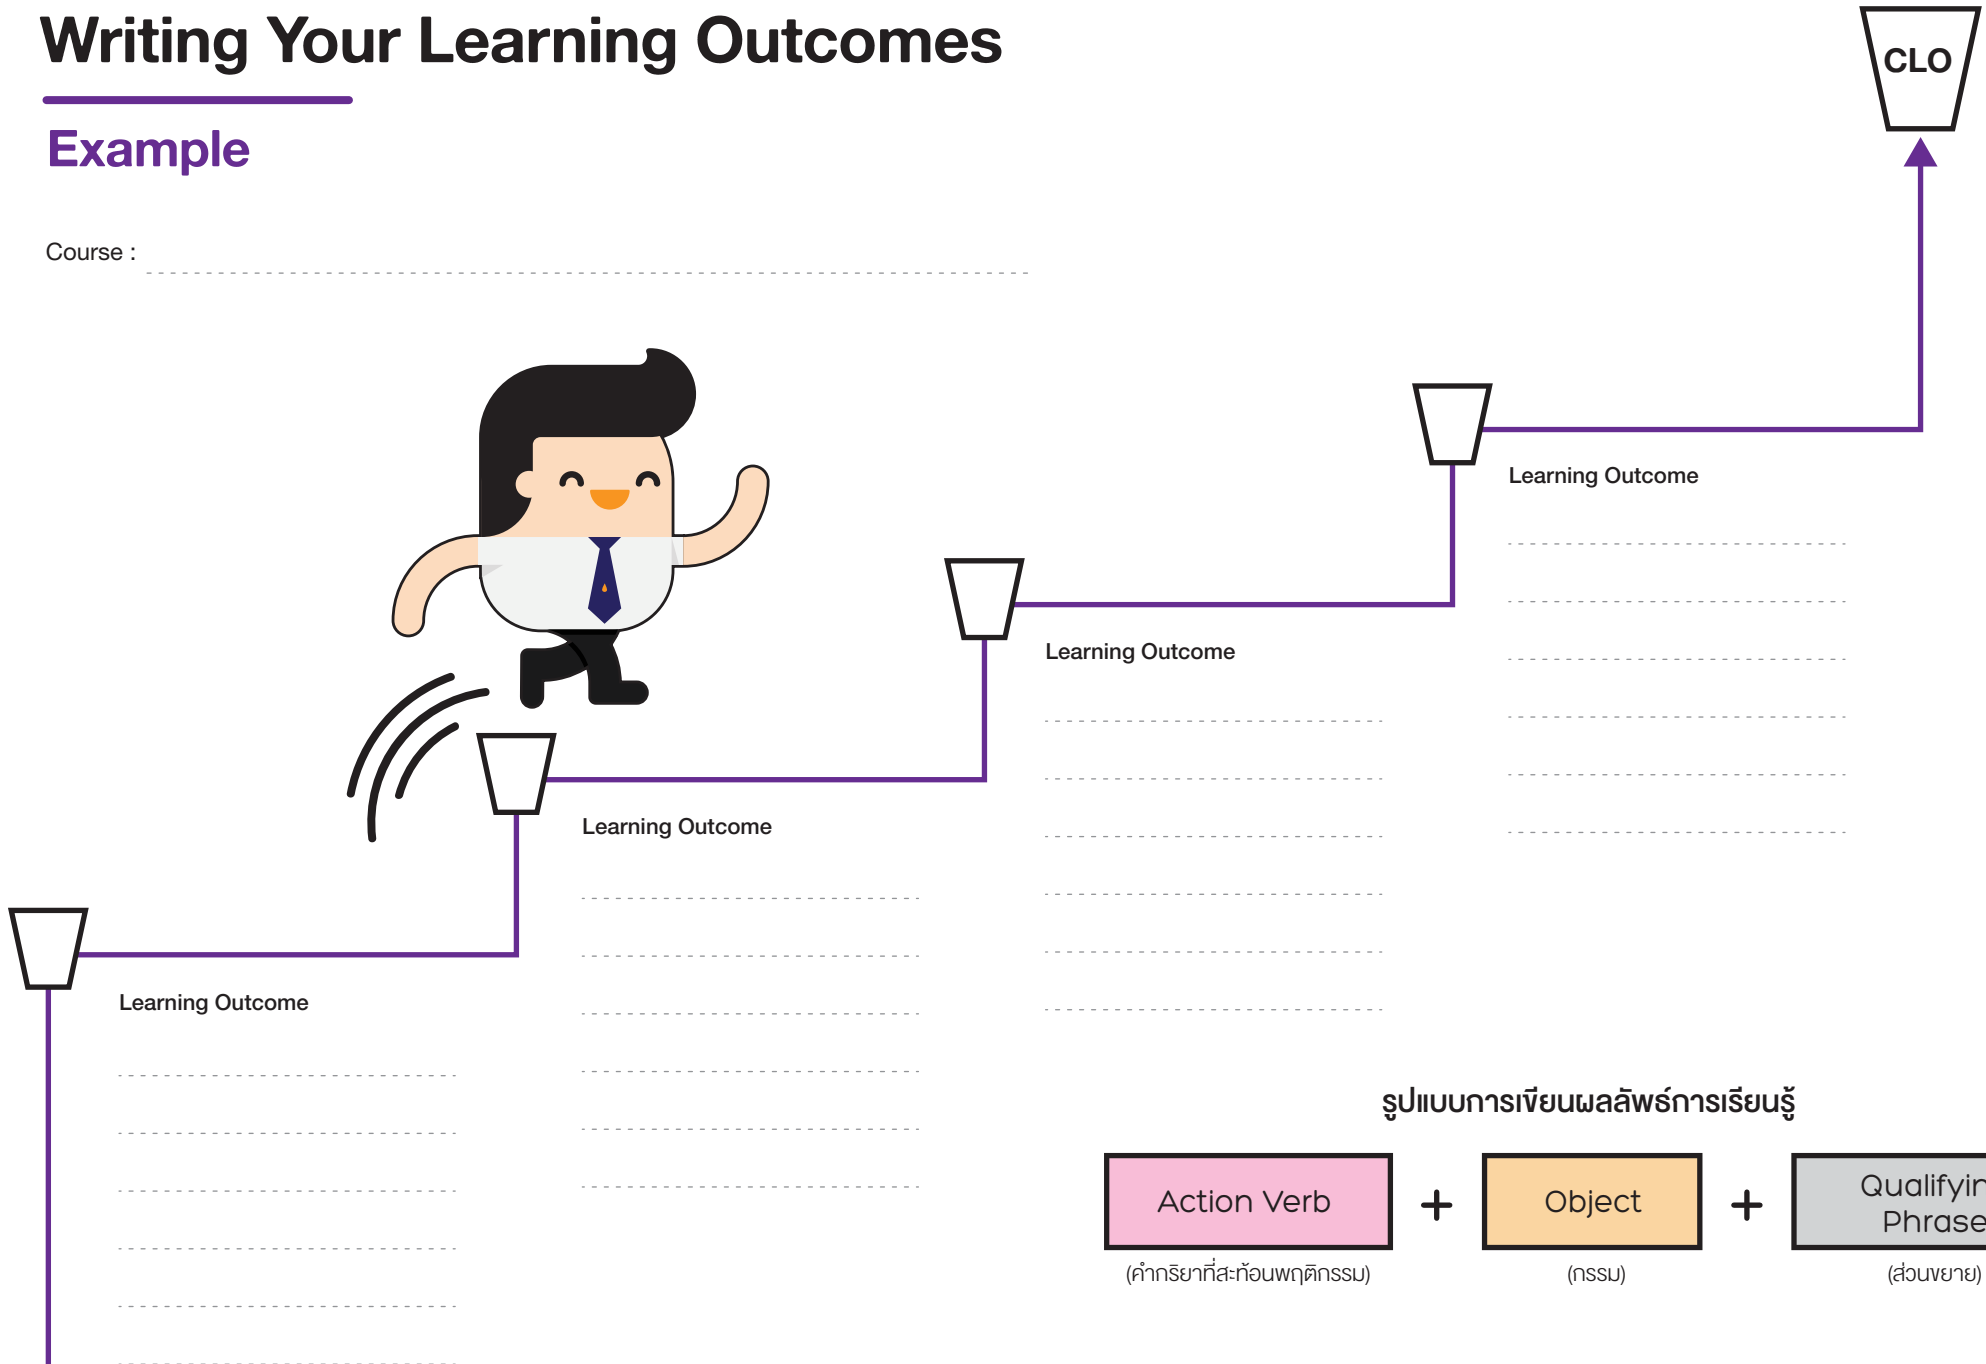 Writing Your Learning Outcomes
CLO
Example
Course :
Learning Outcome
Learning Outcome
Learning Outcome
Learning Outcome
รูปแบบการเขียนผลลัพธ์การเรียนรู้
Action Verb + Object + Qualifyin
Phrase
(คำกริยาที่สะท้อนพฤติกรรม) (กรรม) (ส่วนขยาย)